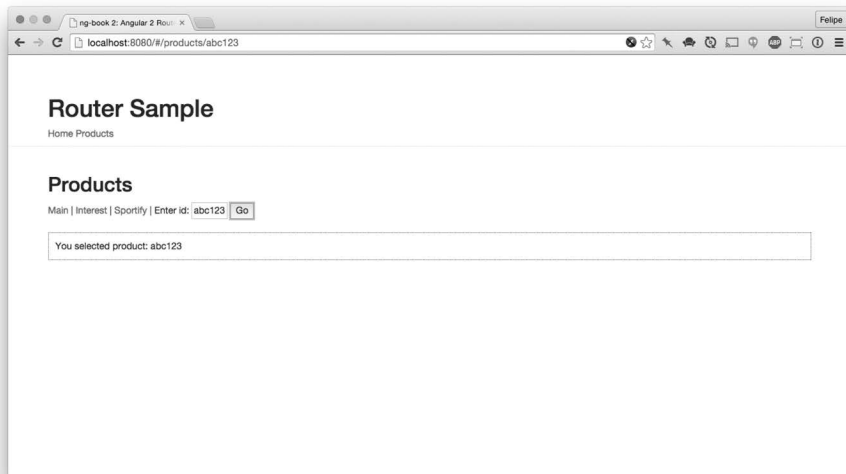 ng-book 2: Angular 2 Rout
Felipe
localhost:8080/#/products/abc123
ABP
Router Sample
Home Products
Products
Main | Interest | Sportify | Enter id: abc123 Go
You selected product: abc123